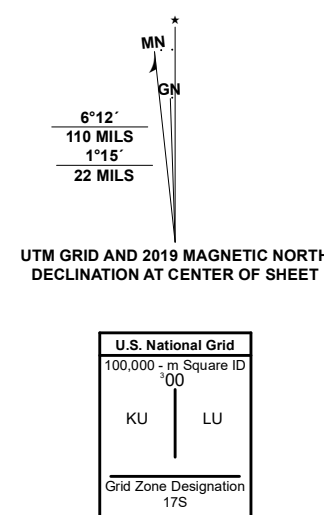 ★
MN
GN
6°12´
110 MILS
1°15´
22 MILS
UTM GRID AND 2019 MAGNETIC NORTH
DECLINATION AT CENTER OF SHEET
U.S. National Grid
100,000 - m Square ID
³00
KU LU
Grid Zone Designation
17S